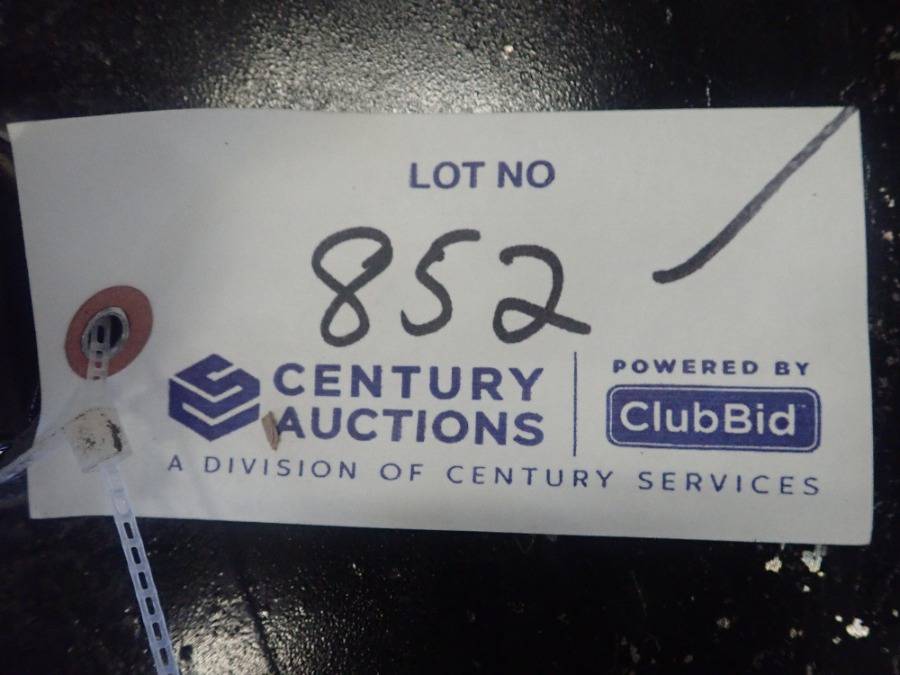 LOT NO
852
CENTURY
AUCTIONS
POWERED BY
ClubBid
A DIVISION OF CENTURY SERVICES